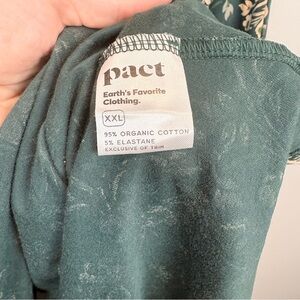 pact
Earth's Favorite
Clothing.
XXL
95% ORGANIC COTTON
5% ELASTANE
EXCLUSIVE OF TRIM